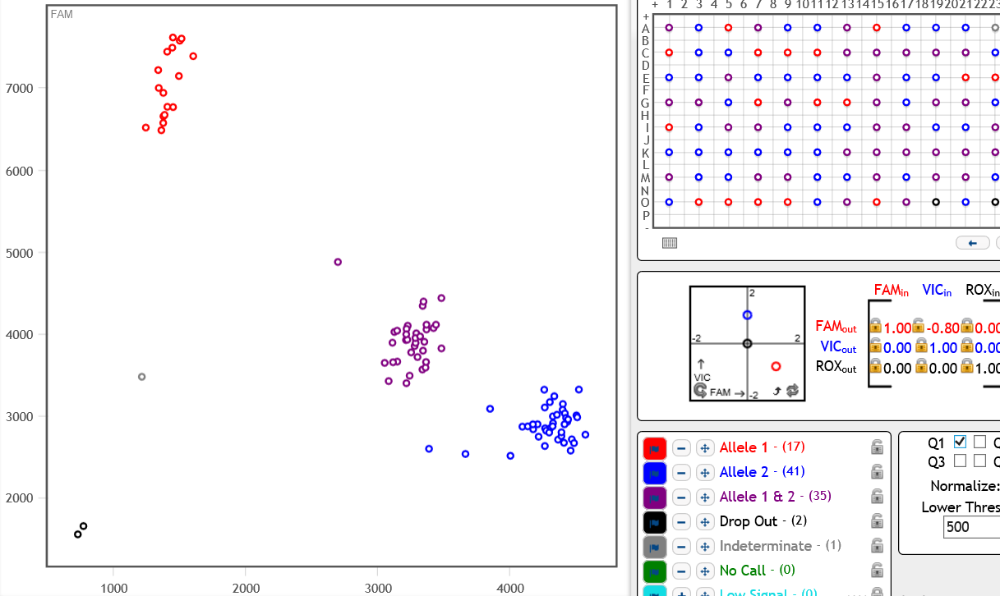 FAM
7000
6000
5000
4000
3000
2000
1000 2000 3000 4000
+ 1 2 3 4 5 6 7 8 9 10 11 12 13 14 15 16 17 18 19 20 21 22 23
+
A
B
C
D
E
F
G
H
I
J
K
L
M
N
O
P
-
2
-2 2
VIC
FAM -2
FAMin VICin ROXin
FAMout 1.00 -0.80 0.00
VICout 0.00 1.00 0.00
ROXout 0.00 0.00 1.00
Allele 1 - (17)
Allele 2 - (41)
Allele 1 & 2 - (35)
Drop Out - (2)
Indeterminate - (1)
No Call - (0)
Low Signal - (0)
Q1
Q3
Normalize:
Lower Thres
500